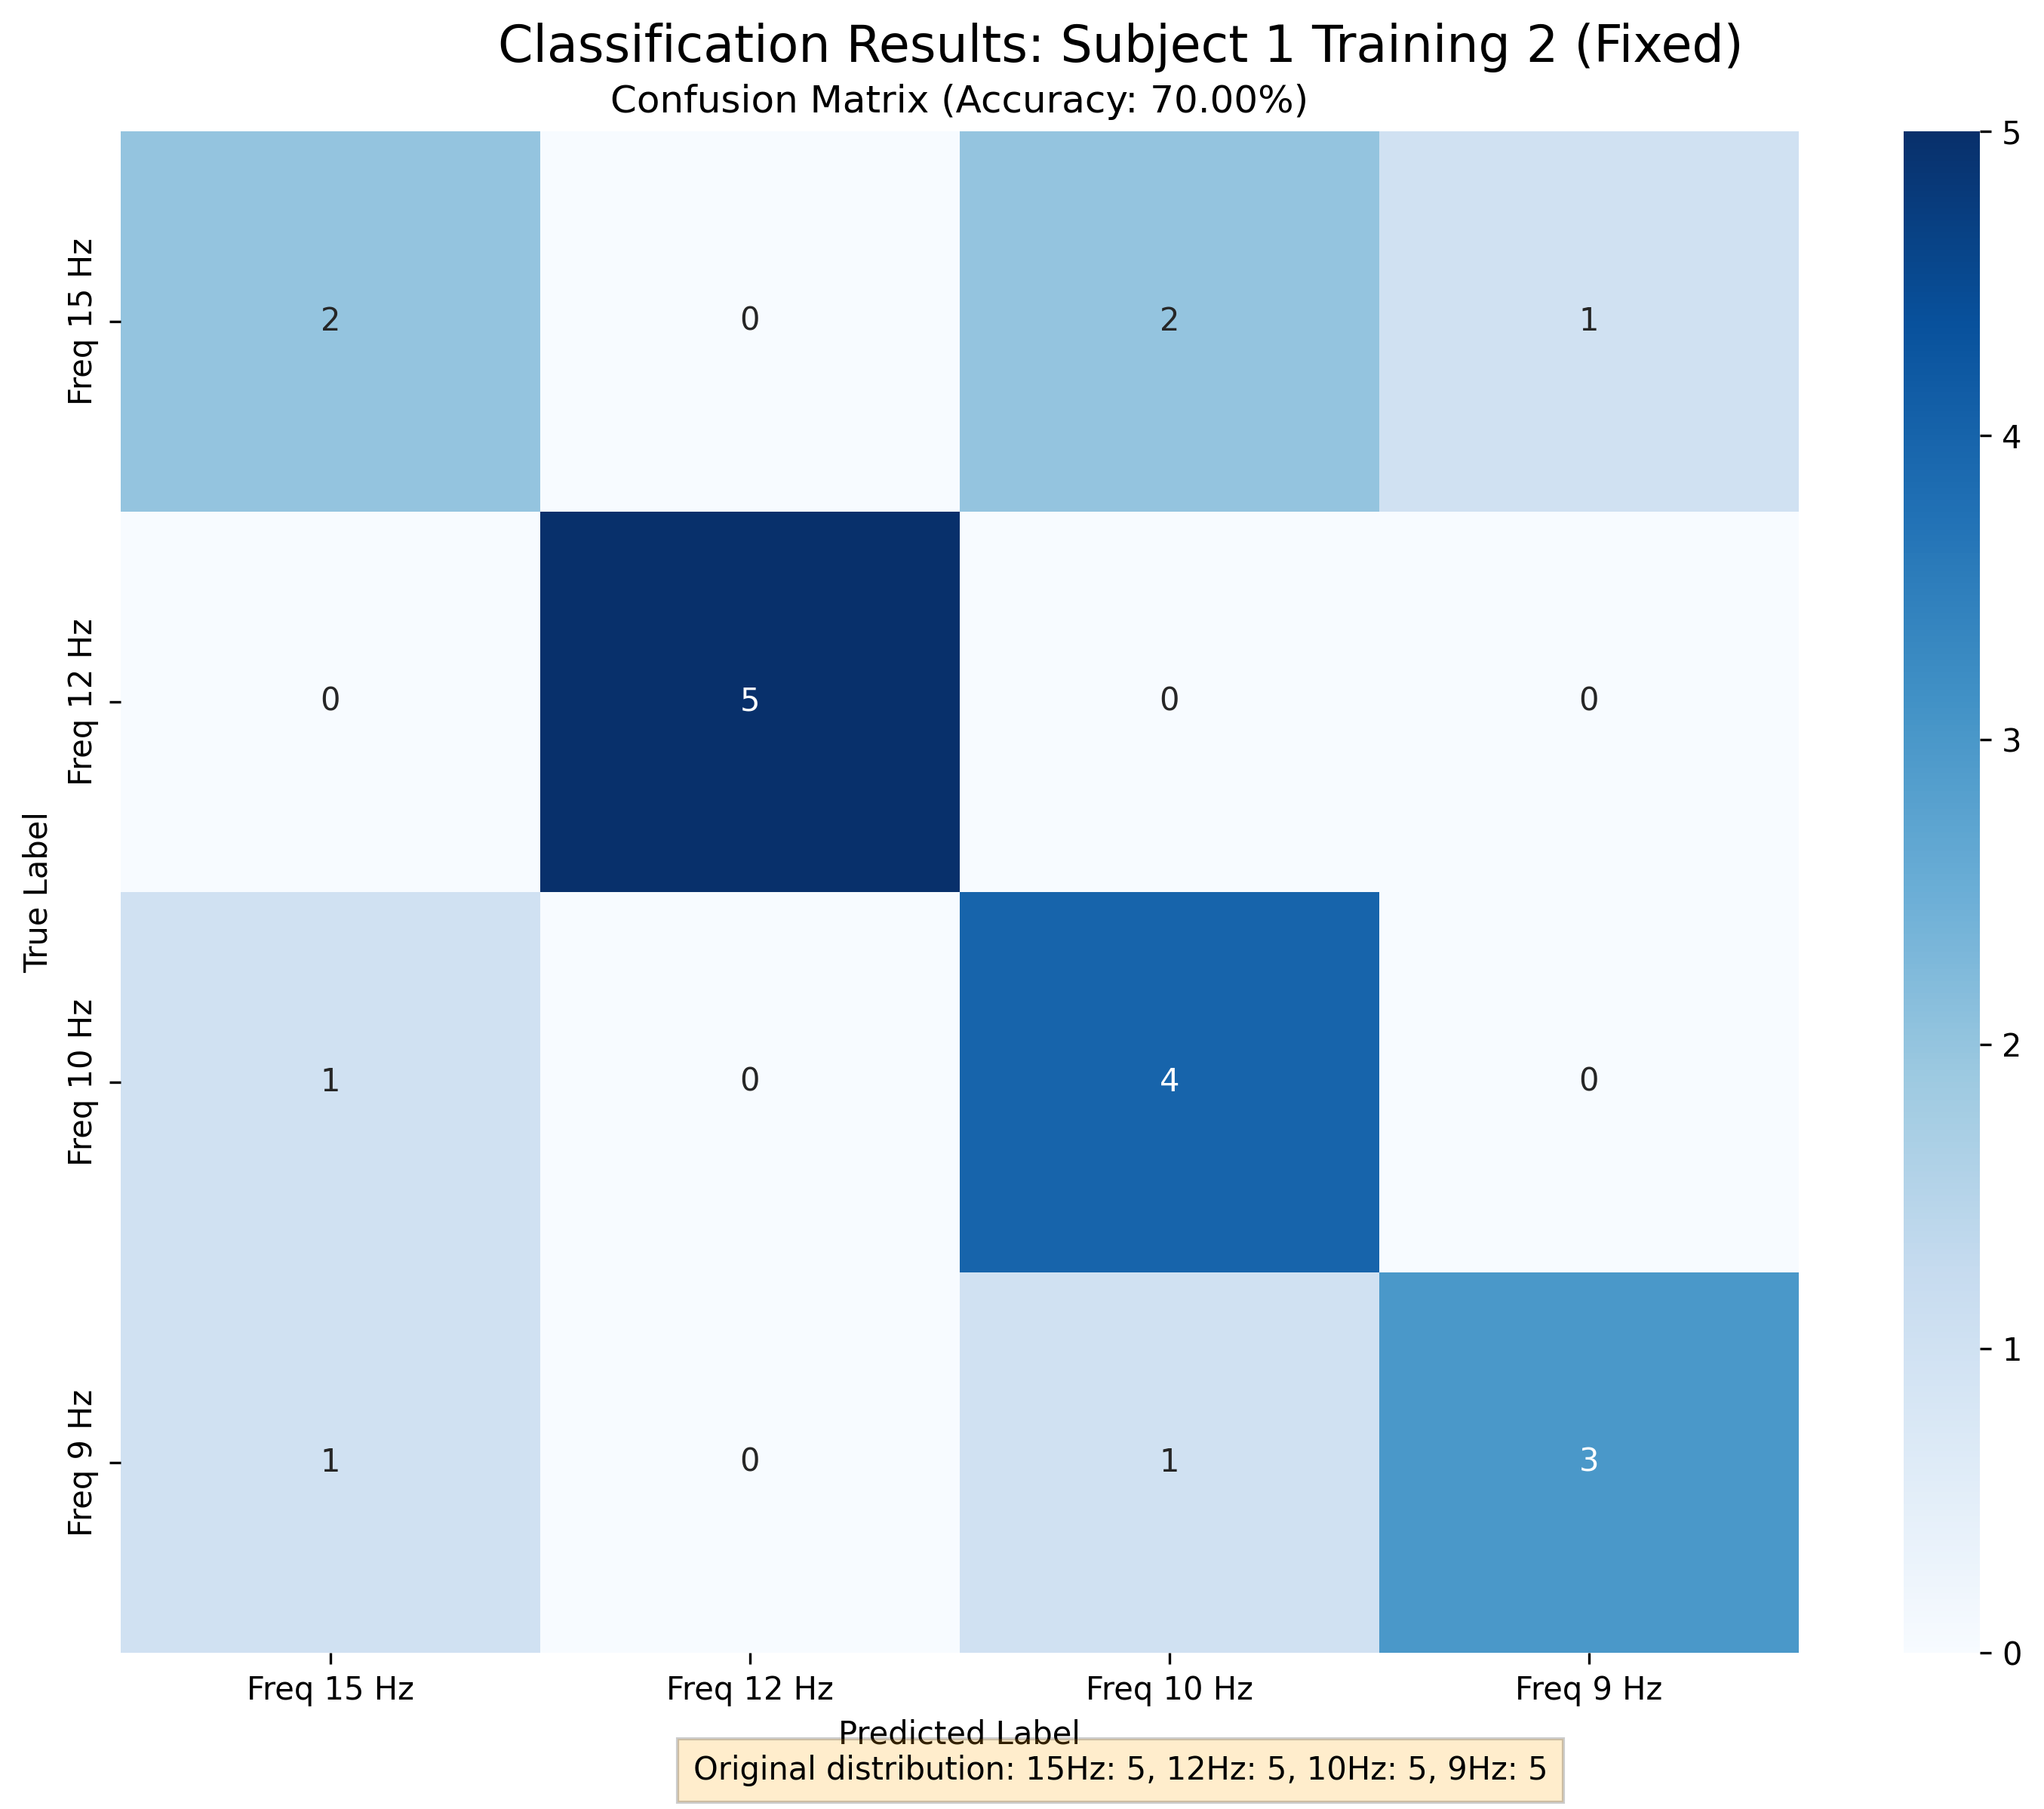 Classification Results: Subject 1 Training 2 (Fixed)
Confusion Matrix (Accuracy: 70.00%)
True Label
Freq 15 Hz
2 0 2 1
Freq 12 Hz
0 5 0 0
Freq 10 Hz
1 0 4 0
Freq 9 Hz
1 0 1 3
Freq 15 Hz Freq 12 Hz Freq 10 Hz Freq 9 Hz
Predicted Label
5
4
3
2
1
0
Original distribution: 15Hz: 5, 12Hz: 5, 10Hz: 5, 9Hz: 5